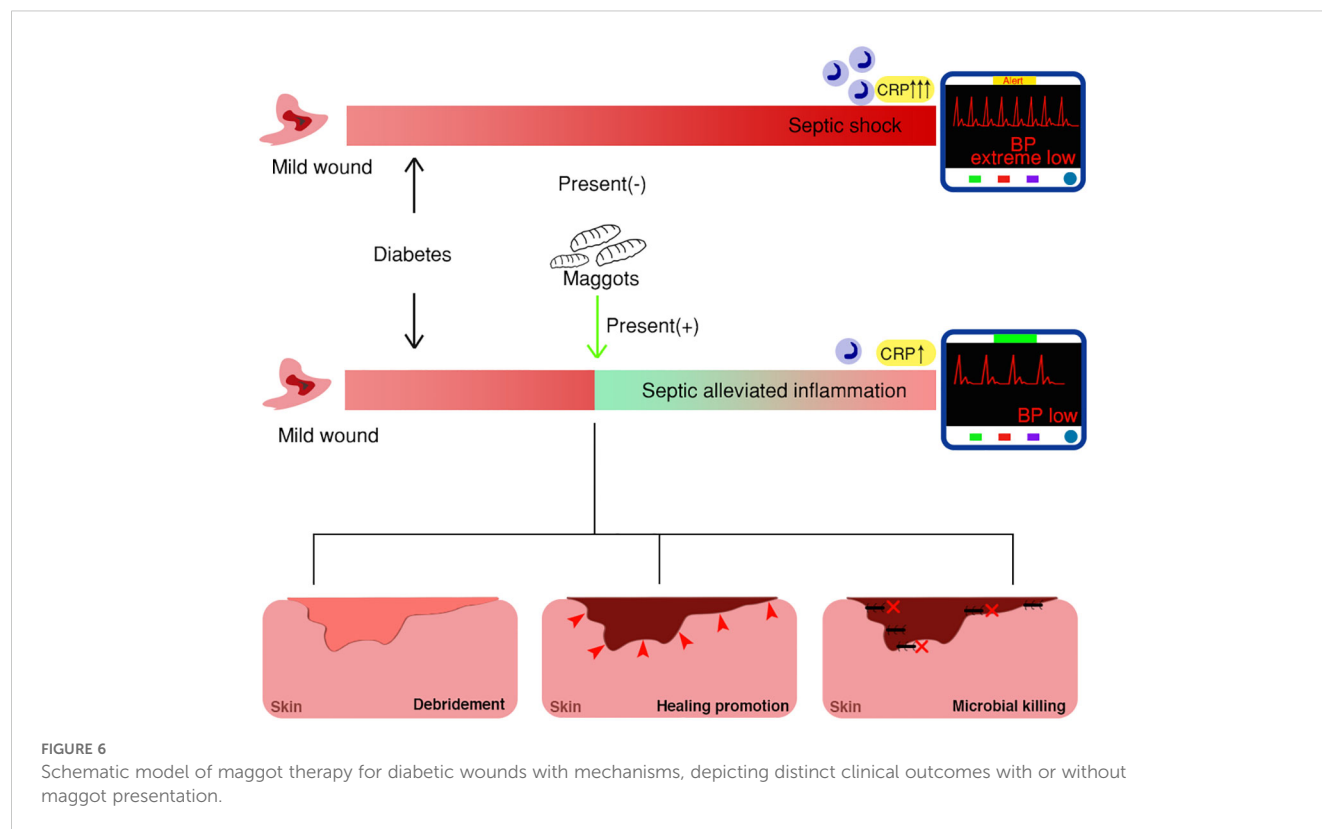 CRP↑↑↑
Alert
Septic shock
BP
extreme low
Mild wound
Present(-)
Diabetes
Maggots
Present(+)
CRP↑
Septic alleviated inflammation
BP low
Mild wound
Skin
Debridement
Skin
Healing promotion
Skin
Microbial killing
FIGURE 6
Schematic model of maggot therapy for diabetic wounds with mechanisms, depicting distinct clinical outcomes with or without
maggot presentation.